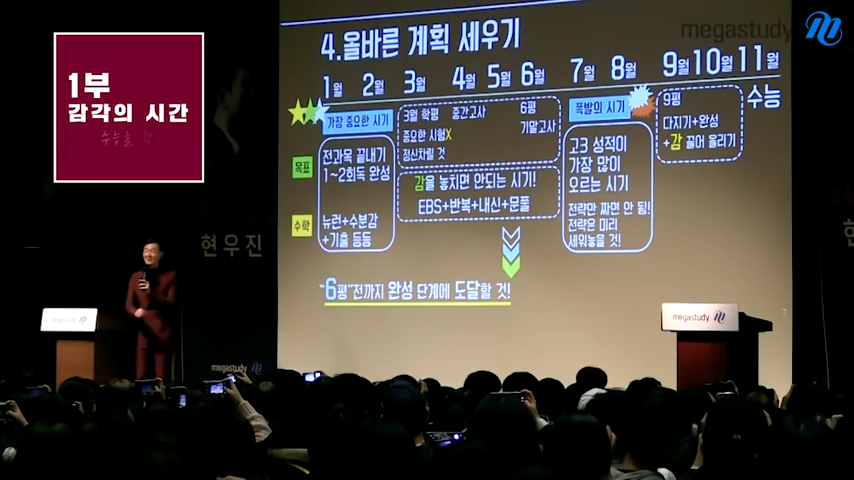 megastudy
1부
감각의 시간
4.올바른 계획 세우기
1월 2월 3월 4월 5월 6월 7월 8월 9월 10월 11월
수능
가장 중요한 시기
목표
전과목 끝내기
1~2회독 완성
수학
뉴런+수분감
+기출 등등
3월 학평 중간고사 6평
중요한 시험X 기말고사
정신차릴 것
감을 놓치면 안되는 시기!
EBS+반복+내신+문풀
폭발의 시기
고3 성적이
가장 많이
오르는 시기
전략만 짜면 안 됨!
전략은 미리
세워놓을 것!
9평
다지기+완성
+감 끌어 올리기
“6평”전까지 완성 단계에 도달할 것!
현우진
megastudy
megastudy
megastudy
현